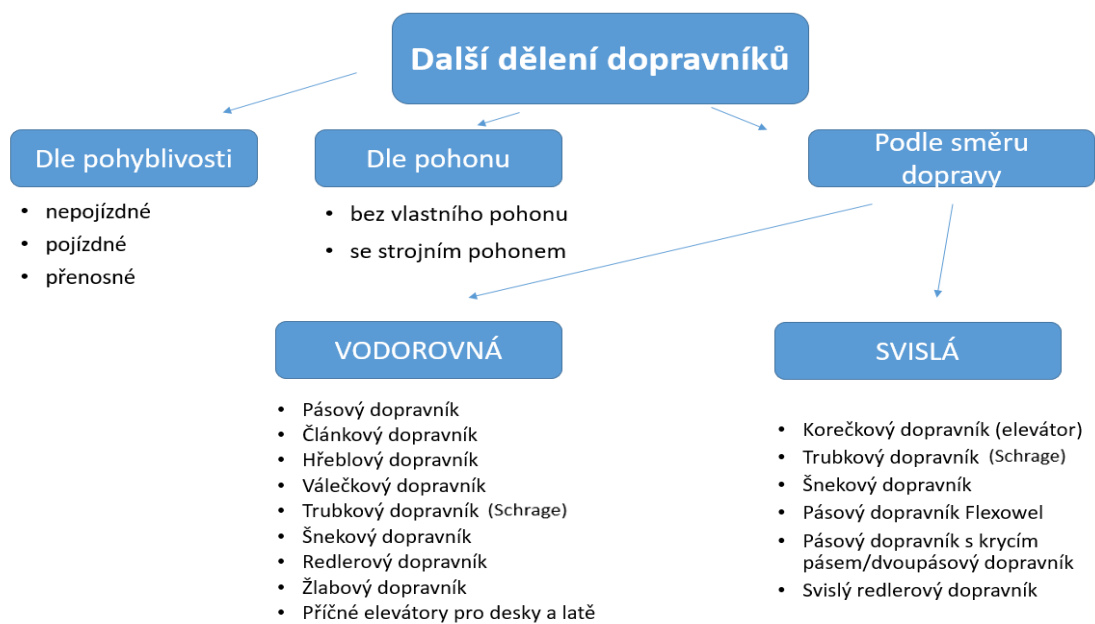 Další dělení dopravníků
Dle pohyblivosti
• nepojízdné
• pojízdné
• přenosné
Dle pohonu
• bez vlastního pohonu
• se strojním pohonem
Podle směru
dopravy
VODOROVNÁ
• Pásový dopravník
• Článkový dopravník
• Hřeblový dopravník
• Válečkový dopravník
• Trubkový dopravník (Schrage)
• Šnekový dopravník
• Redlerový dopravník
• Žlabový dopravník
• Příčné elevátory pro desky a latě
SVISLÁ
• Korečkový dopravník (elevátor)
• Trubkový dopravník (Schrage)
• Šnekový dopravník
• Pásový dopravník Flexowel
• Pásový dopravník s krycím
pásem/dvoupásový dopravník
• Svislý redlerový dopravník